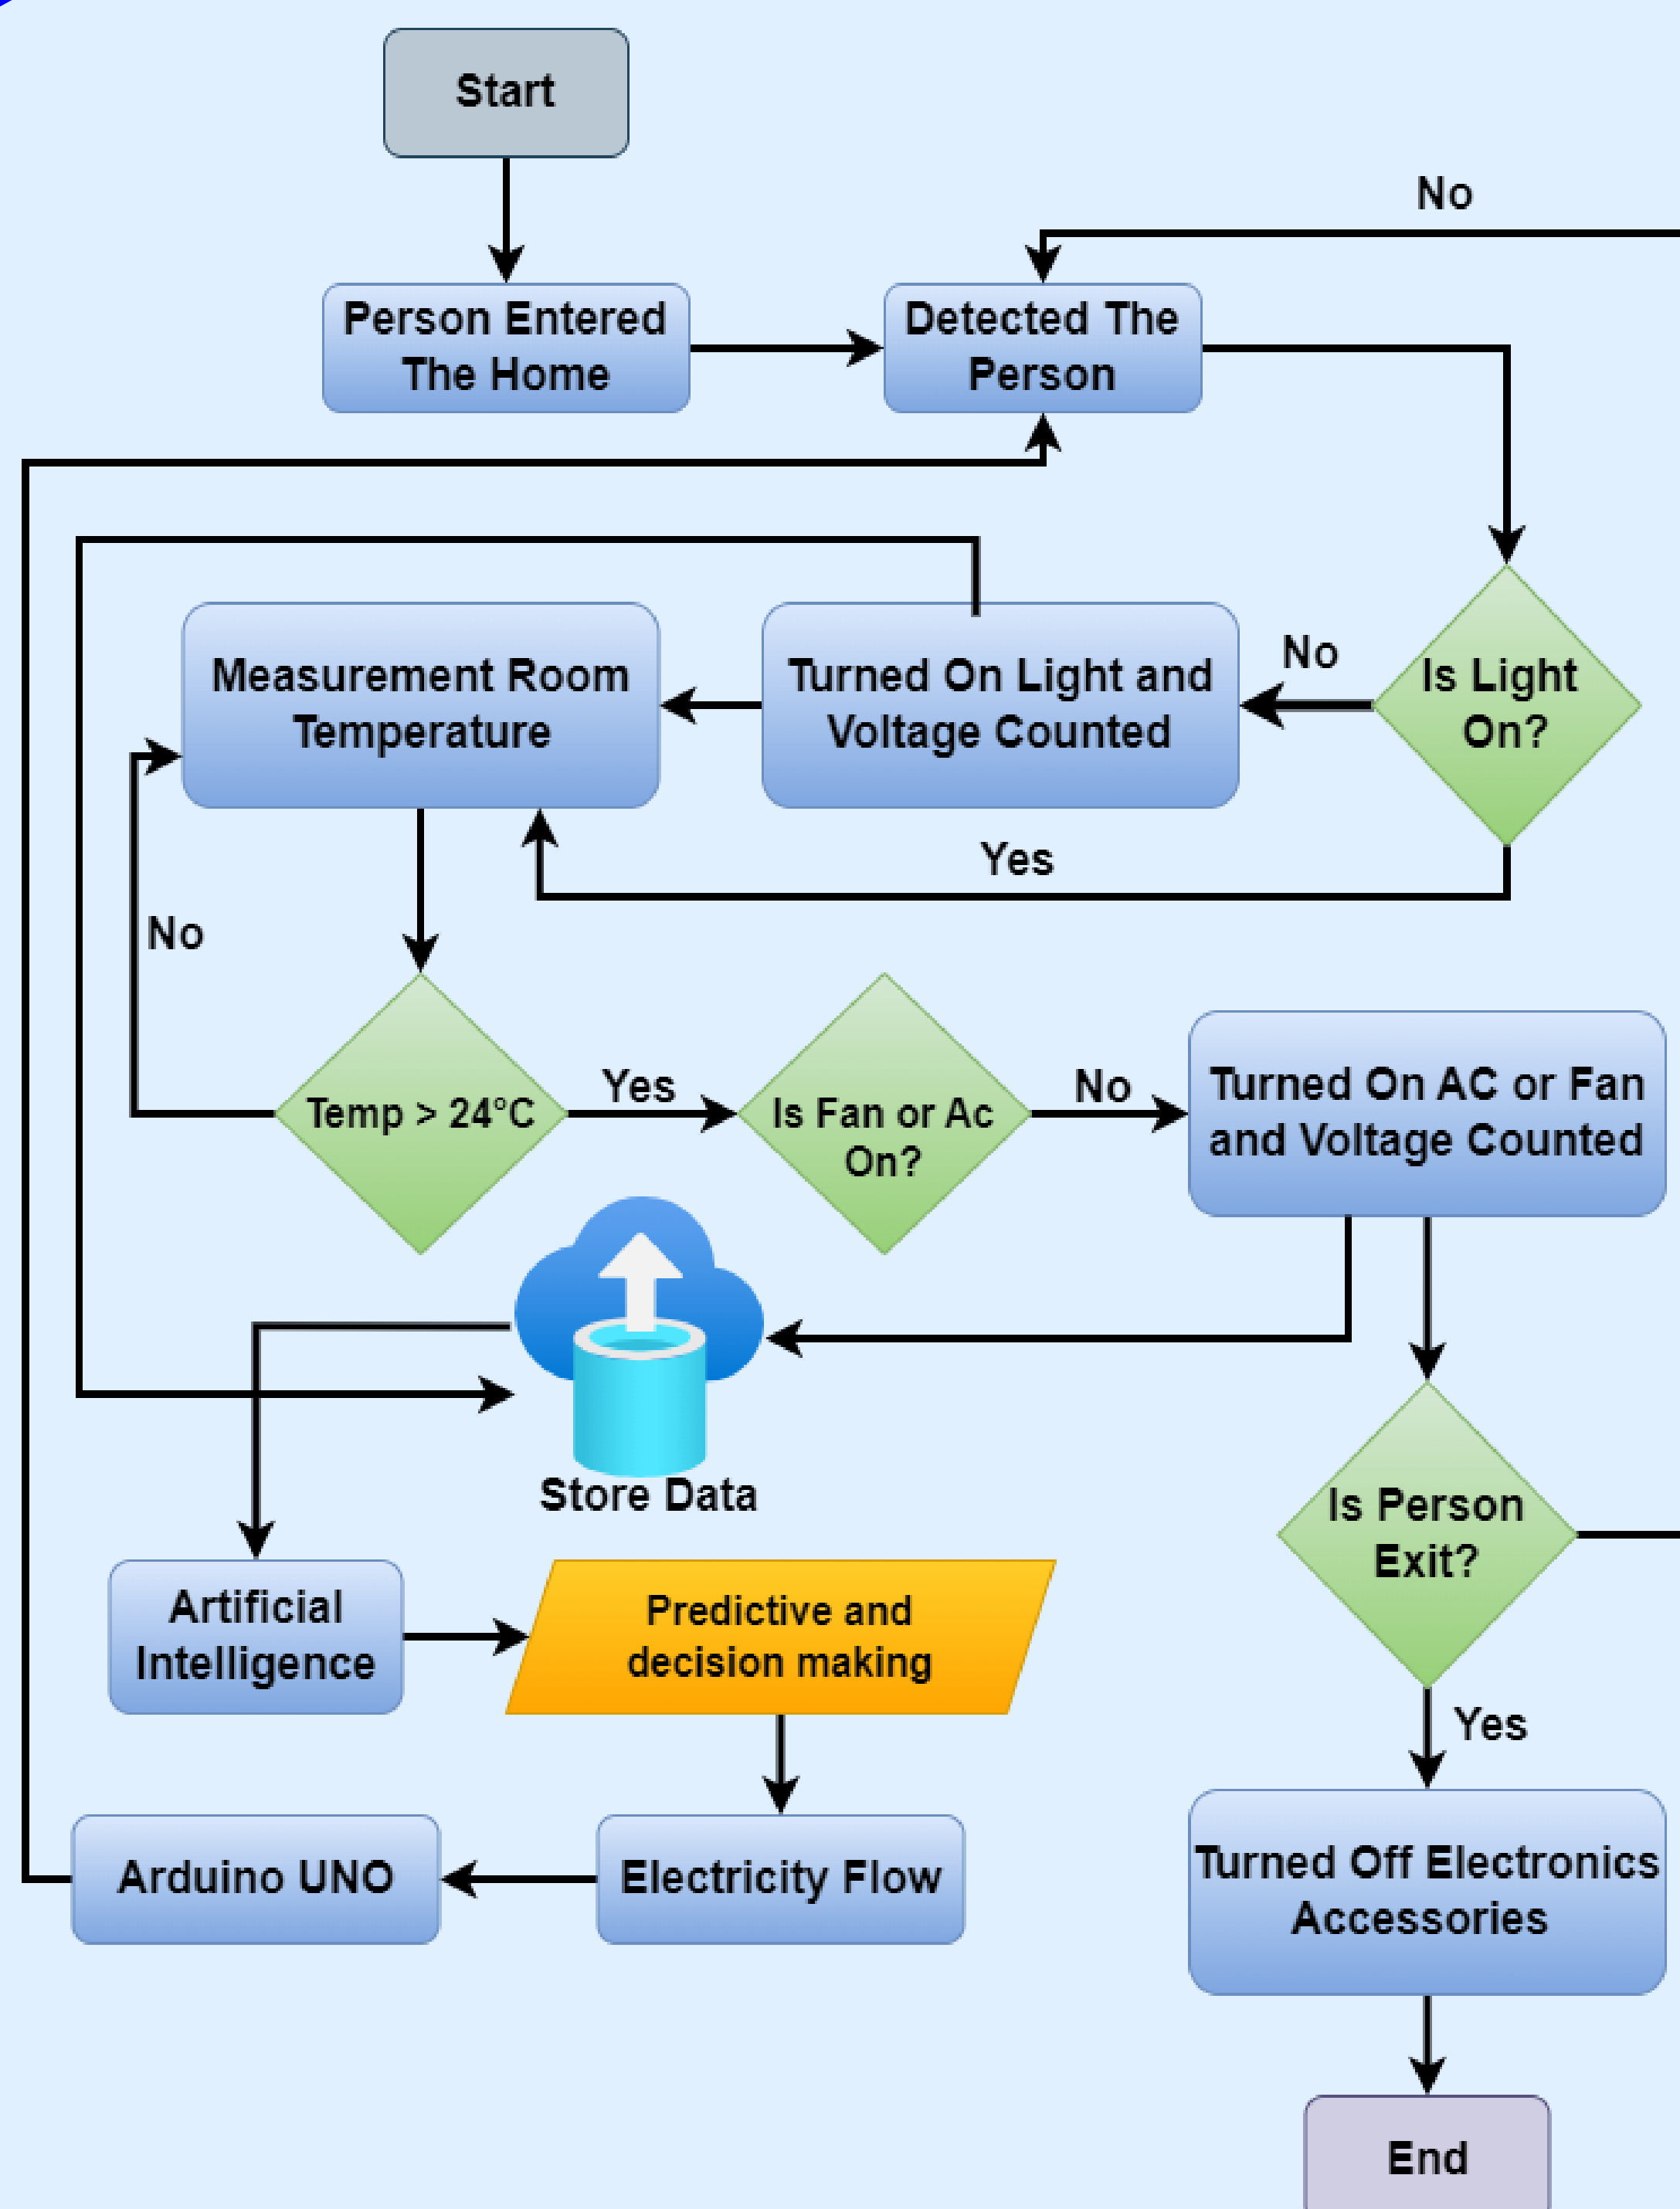 Start
No
Person Entered
The Home
Detected The
Person
Measurement Room
Temperature
Turned On Light and
Voltage Counted
No
Is Light
On?
Yes
No
Temp > 24°C
Yes
Is Fan or Ac
On?
No
Turned On AC or Fan
and Voltage Counted
Store Data
Is Person
Exit?
Artificial
Intelligence
Predictive and
decision making
Yes
Arduino UNO
Electricity Flow
Turned Off Electronics
Accessories
End